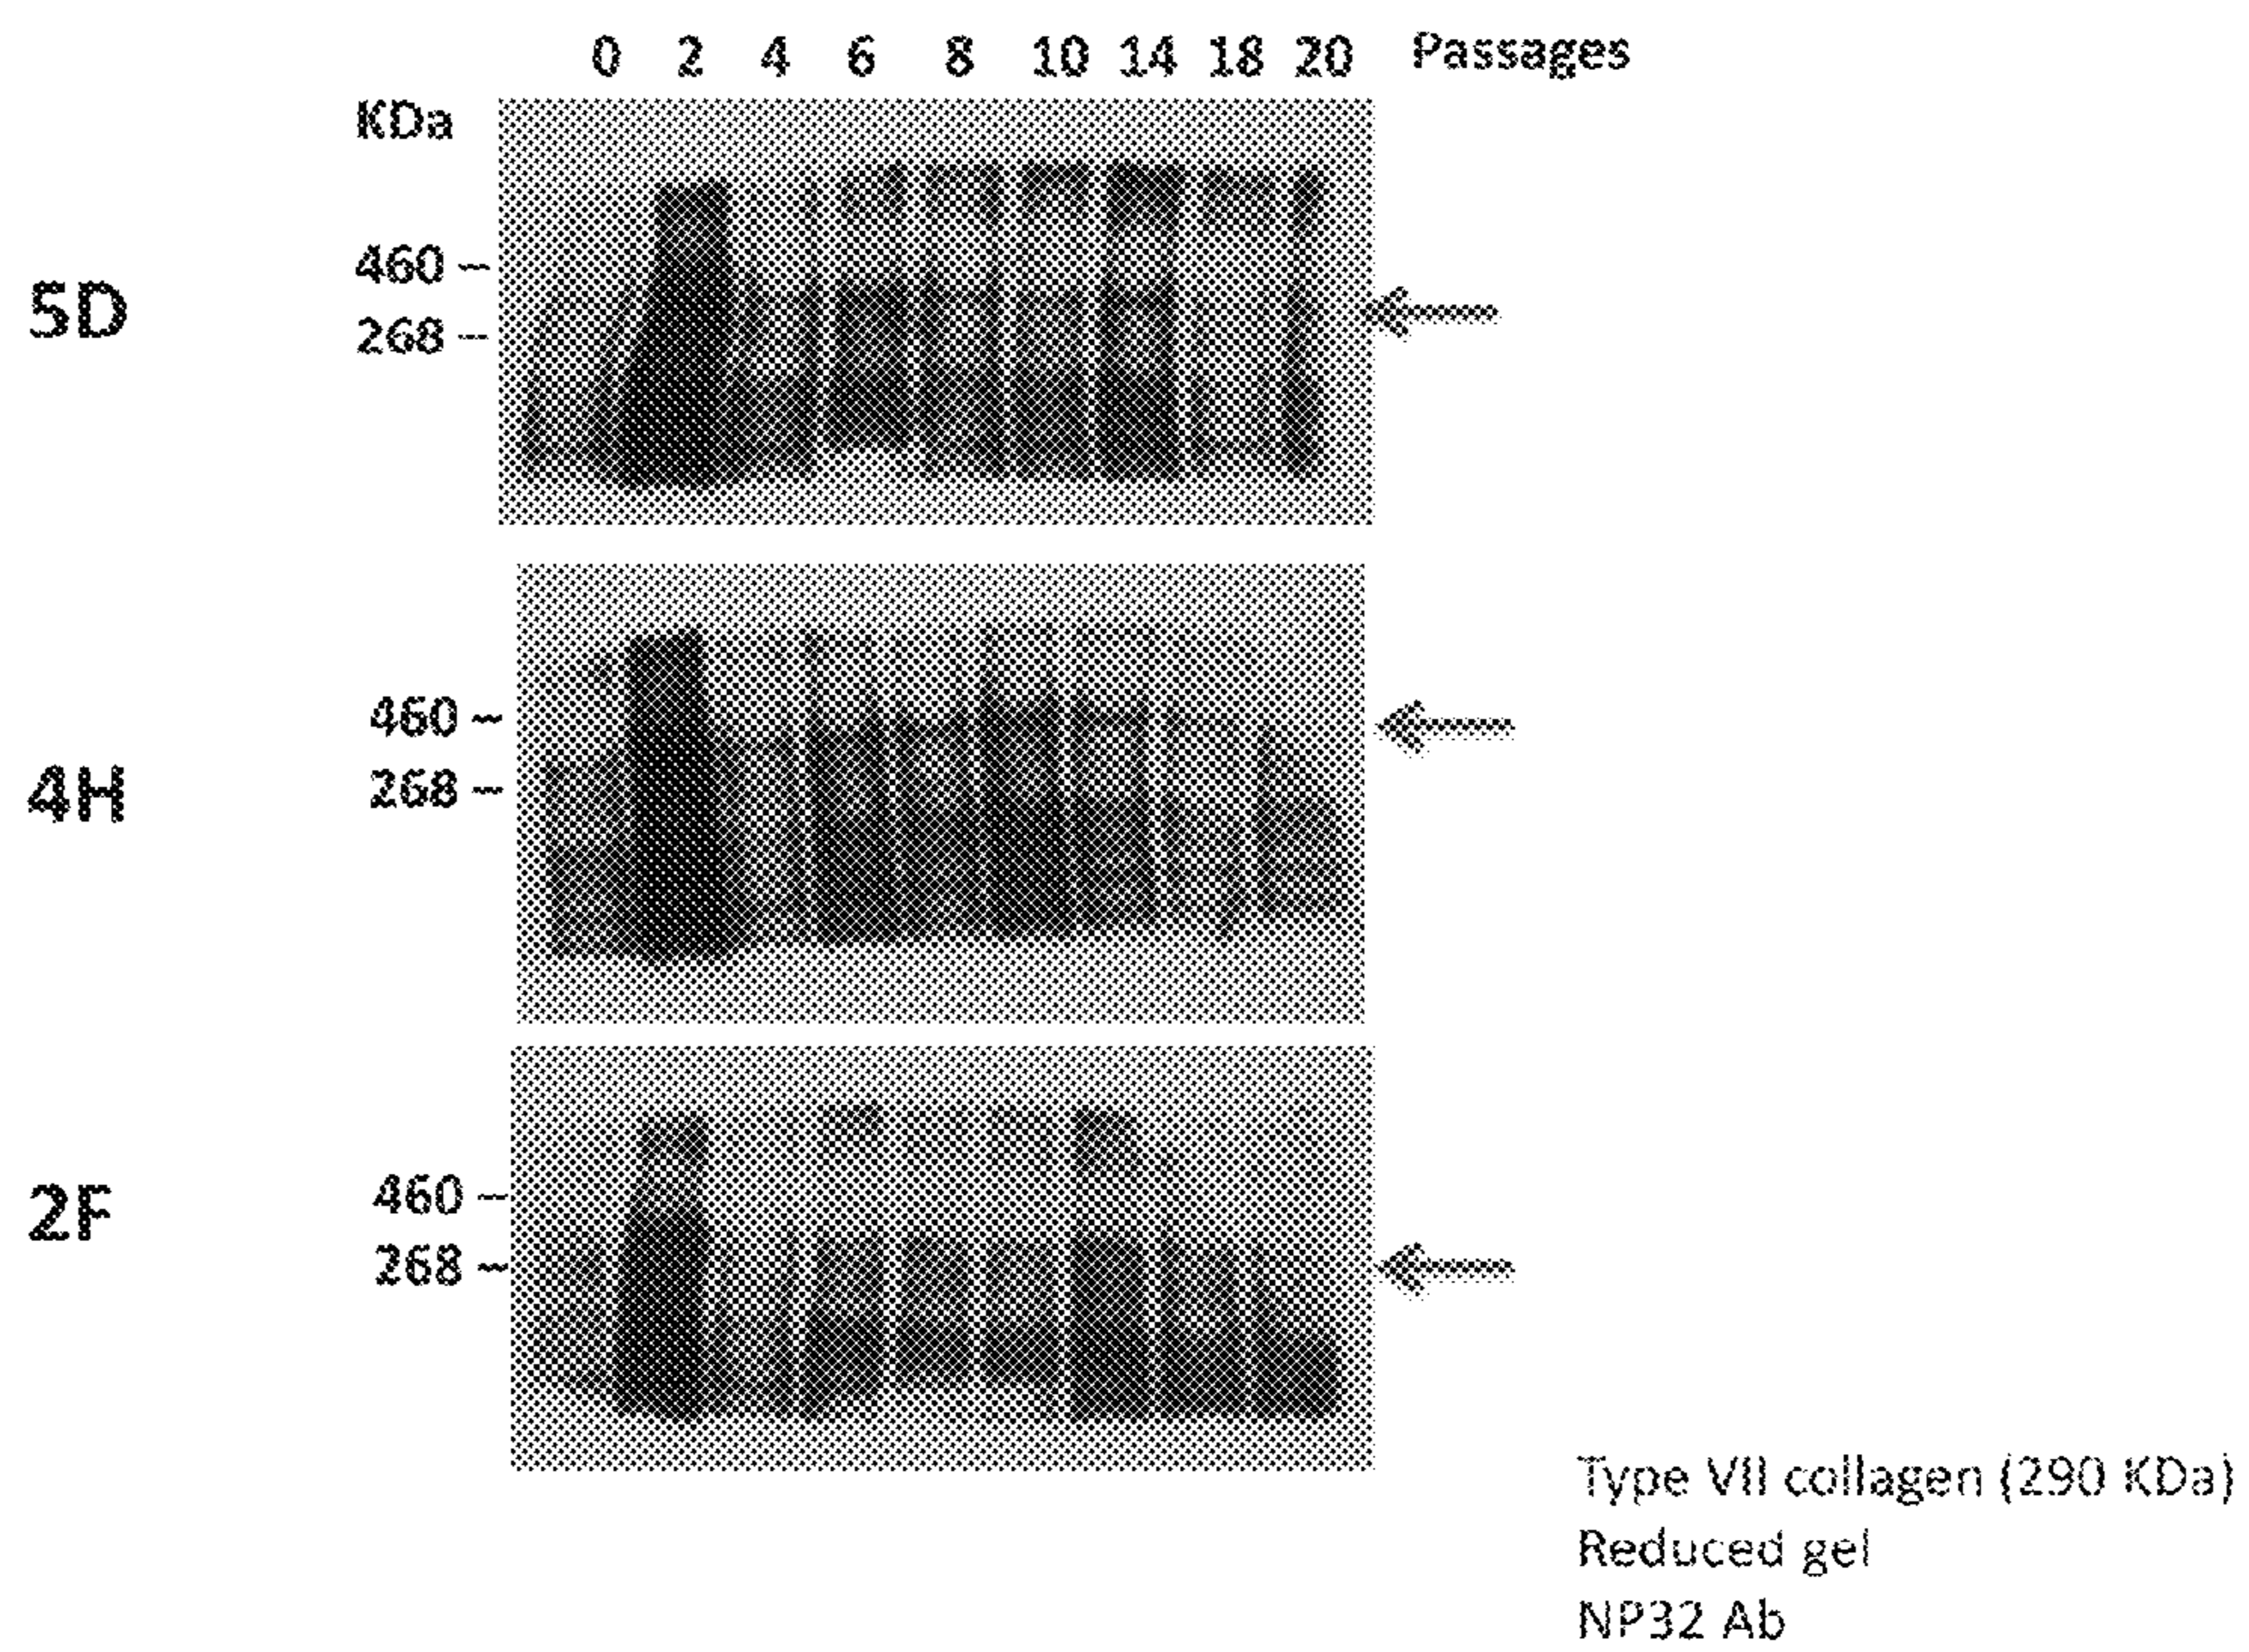 0 2 4 6 8 10 14 18 20 Passages
KDa
5D
460 –
268 –
4H
460 –
268 –
2F
460 –
268 –
Type VII collagen (290 KDa)
Reduced gel
NP32 Ab